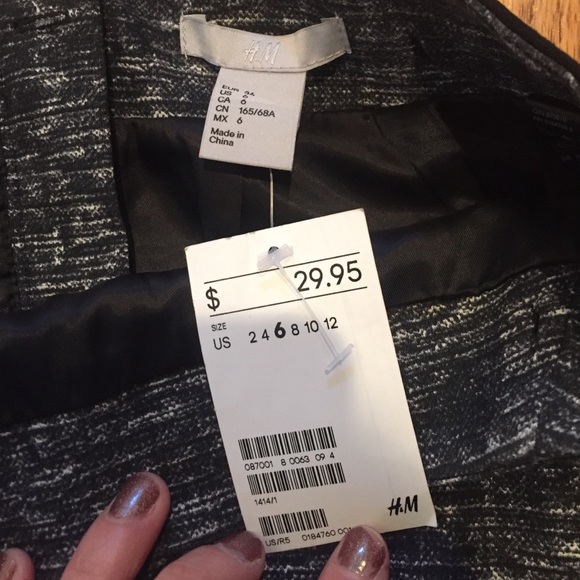 H&M
EUR 34
US 6
CA 6
CN 165/68A
MX 6
Made in
China
$ 29.95
SIZE
US 2 4 6 8 10 12
087001 8 0063 09 4
1414/1
H&M
US/R5 0184760 001